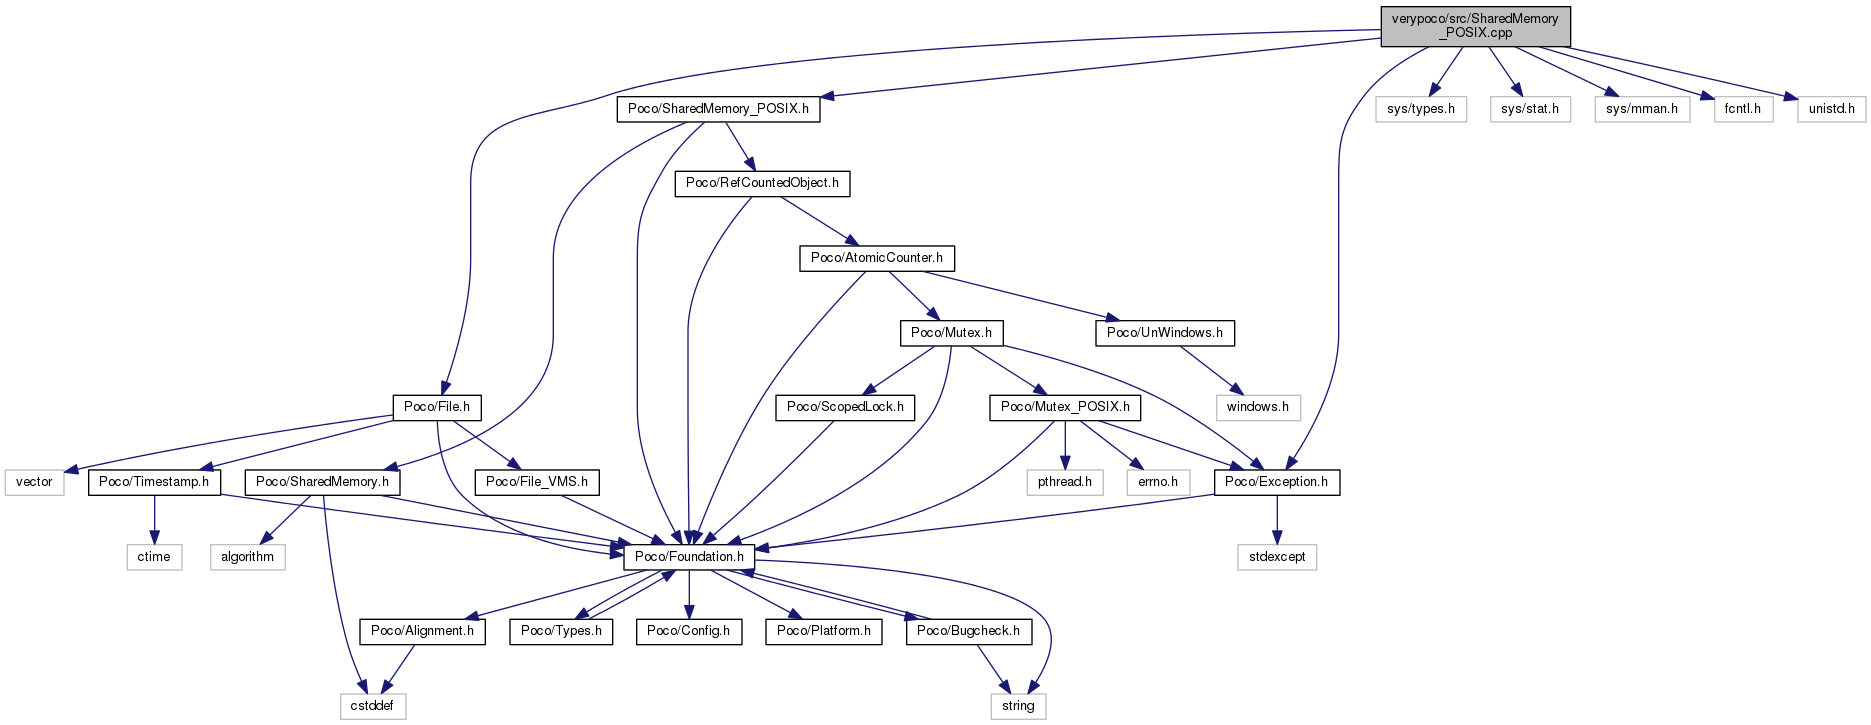 verypoco/src/SharedMemory
_POSIX.cpp
Poco/SharedMemory_POSIX.h
sys/types.h
sys/stat.h
sys/mman.h
fcntl.h
unistd.h
Poco/RefCountedObject.h
Poco/AtomicCounter.h
Poco/Mutex.h
Poco/UnWindows.h
Poco/File.h
Poco/ScopedLock.h
Poco/Mutex_POSIX.h
windows.h
vector
Poco/Timestamp.h
Poco/SharedMemory.h
Poco/File_VMS.h
pthread.h
errno.h
Poco/Exception.h
ctime
algorithm
Poco/Foundation.h
stdexcept
Poco/Alignment.h
Poco/Types.h
Poco/Config.h
Poco/Platform.h
Poco/Bugcheck.h
cstddef
string